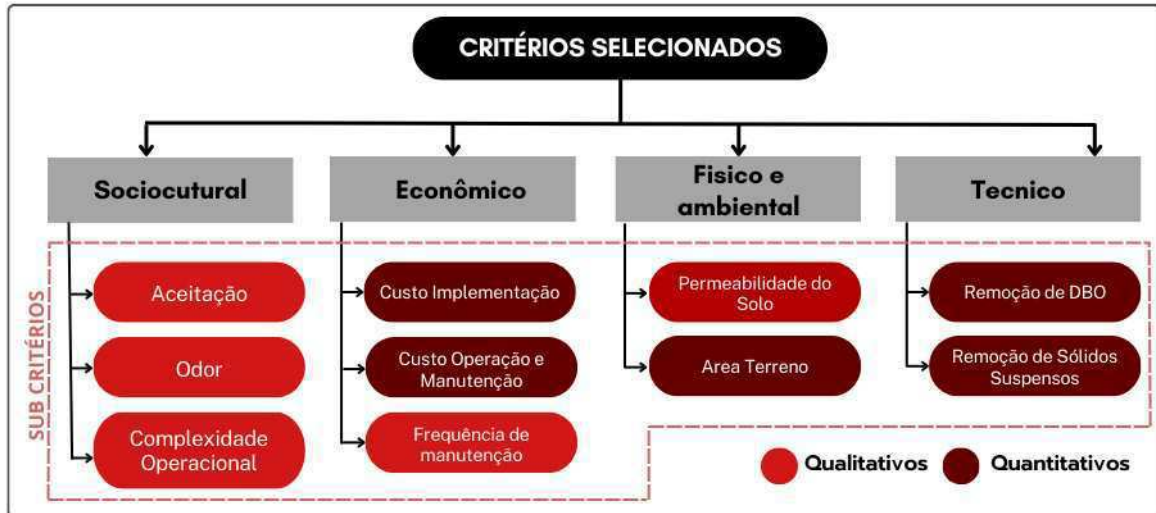 CRITÉRIOS SELECIONADOS
Sociocutural
Econômico
Fisico e
ambiental
Tecnico
SUB CRITÉRIOS
Aceitação
Odor
Complexidade
Operacional
Custo Implementação
Custo Operação e
Manutenção
Frequência de
manutenção
Permeabilidade do
Solo
Area Terreno
Remoção de DBO
Remoção de Sólidos
Suspensos
Qualitativos
Quantitativos